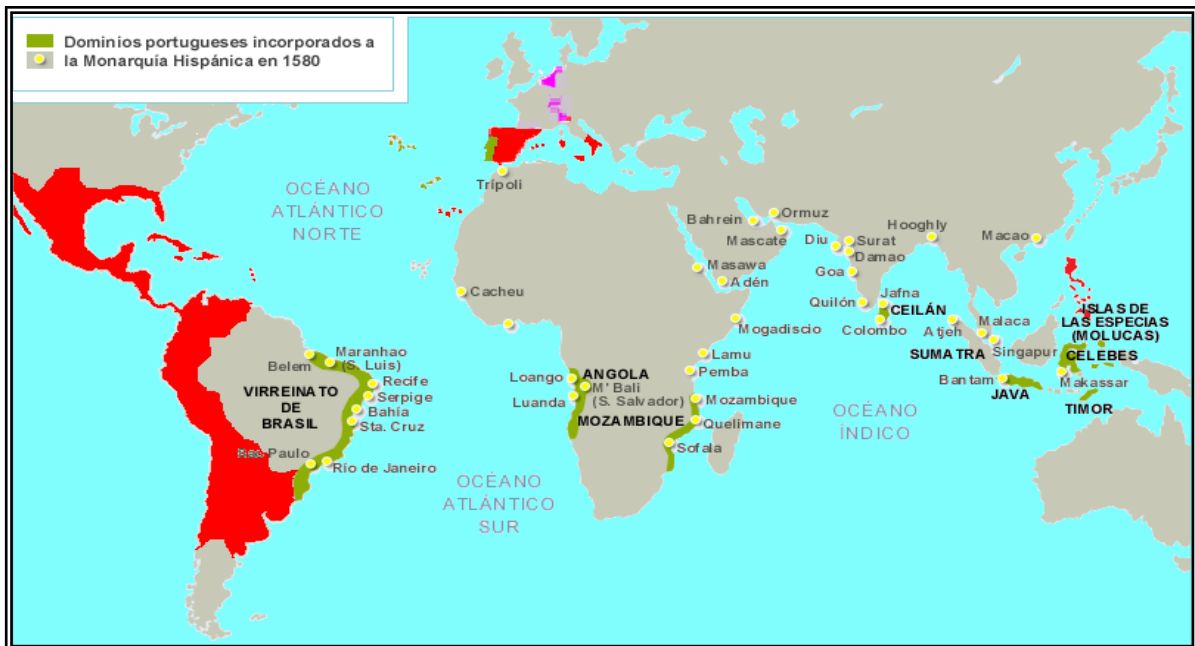 Dominios portugueses incorporados a
la Monarquía Hispánica en 1580
OCÉANO
ATLÁNTICO
NORTE
Trípoli
Cacheu
Bahrein
Ormuz
Mascate
Masawa
Adén
Mogadiscio
Lamu
Pemba
Diu
Surat
Damao
Goa
Hooghly
Macao
Quilón
Jafna
CEILÁN
Colombo
Atjeh
Malaca
SUMATRA
Singapur
ISLAS DE
LAS ESPECIAS
(MOLUCAS)
CELEBES
Bantam
Makassar
JAVA
TIMOR
Belem
Maranhao
(S. Luis)
Recife
Serpige
Bahía
Sta. Cruz
VIRREINATO
DE
BRASIL
Paulo
Río de Janeiro
Loango
ANGOLA
M' Bali
(S. Salvador)
Luanda
MOZAMBIQUE
Mozambique
Quelimane
Sofala
OCÉANO
ÍNDICO
OCÉANO
ATLÁNTICO
SUR